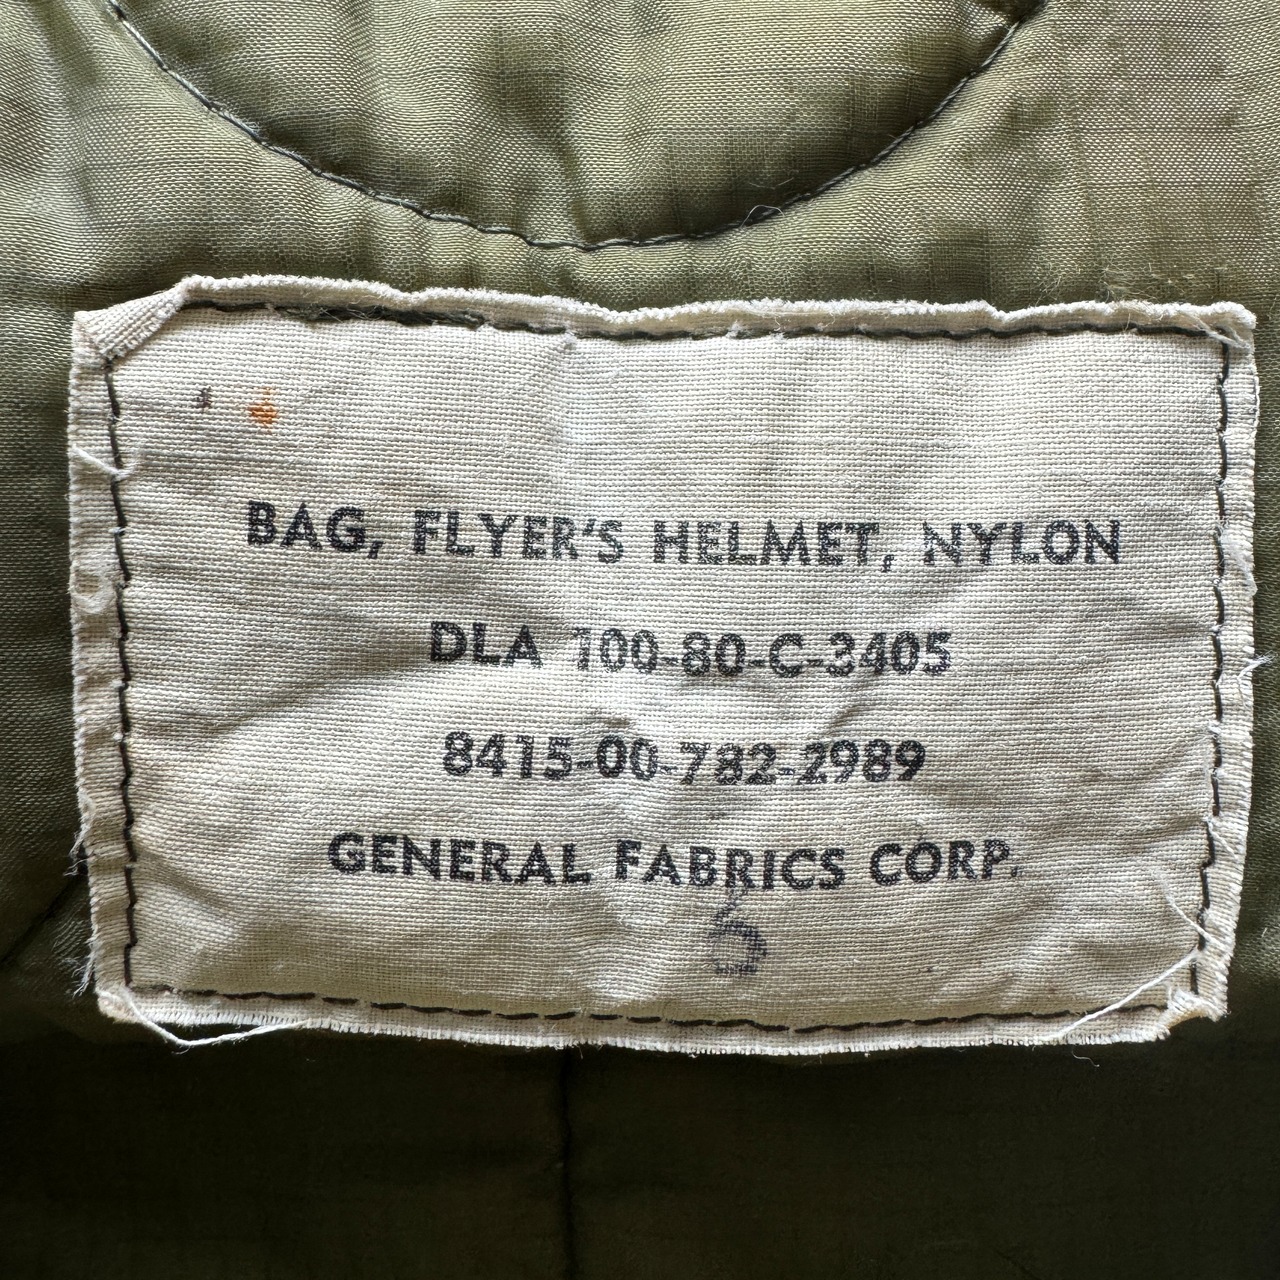 BAG, FLYER'S HELMET, NYLON
DLA 100-80-C-3405
8415-00-782-2989
GENERAL FABRICS CORP.
6